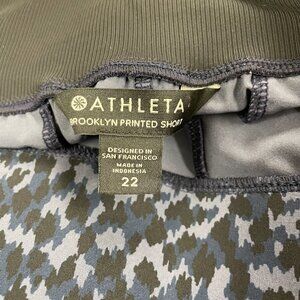 ATHLETA
BROOKLYN PRINTED SHORT
DESIGNED IN
SAN FRANCISCO
MADE IN
INDONESIA
22